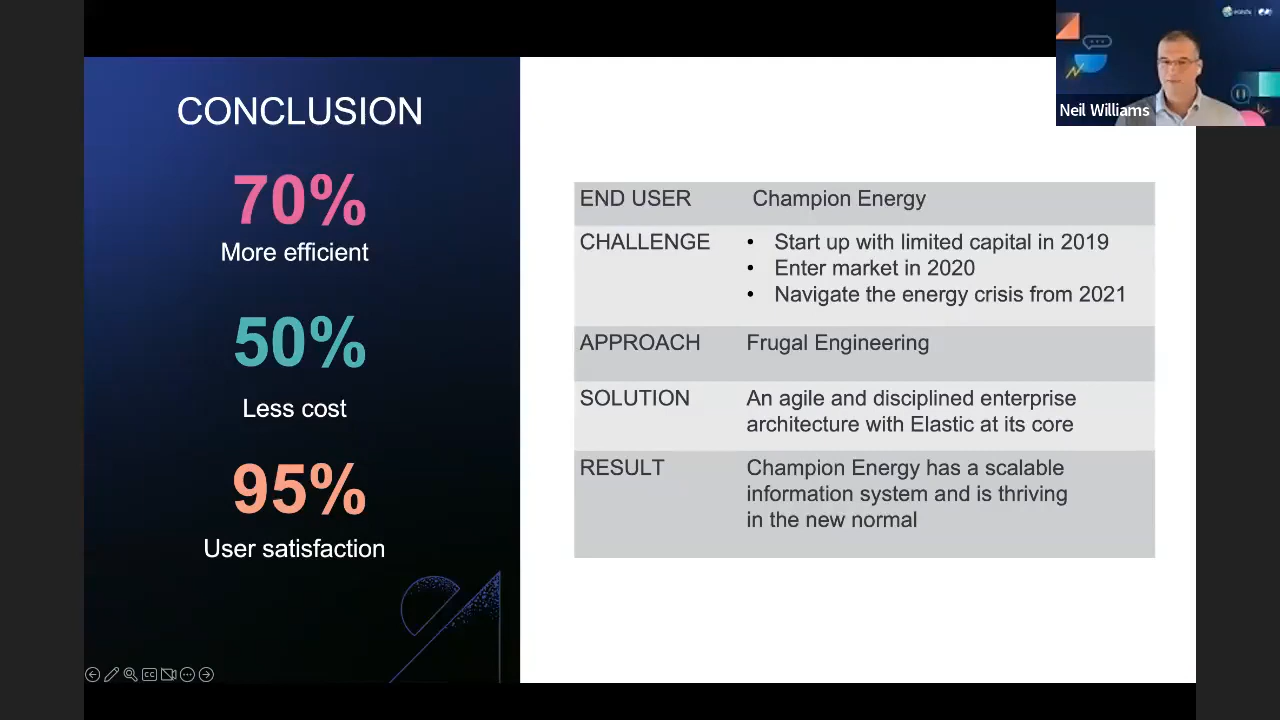 CONCLUSION
70%
More efficient
50%
Less cost
95%
User satisfaction
END USER Champion Energy
CHALLENGE • Start up with limited capital in 2019
• Enter market in 2020
• Navigate the energy crisis from 2021
APPROACH Frugal Engineering
SOLUTION An agile and disciplined enterprise
architecture with Elastic at its core
RESULT Champion Energy has a scalable
information system and is thriving
in the new normal
Neil Williams
CC